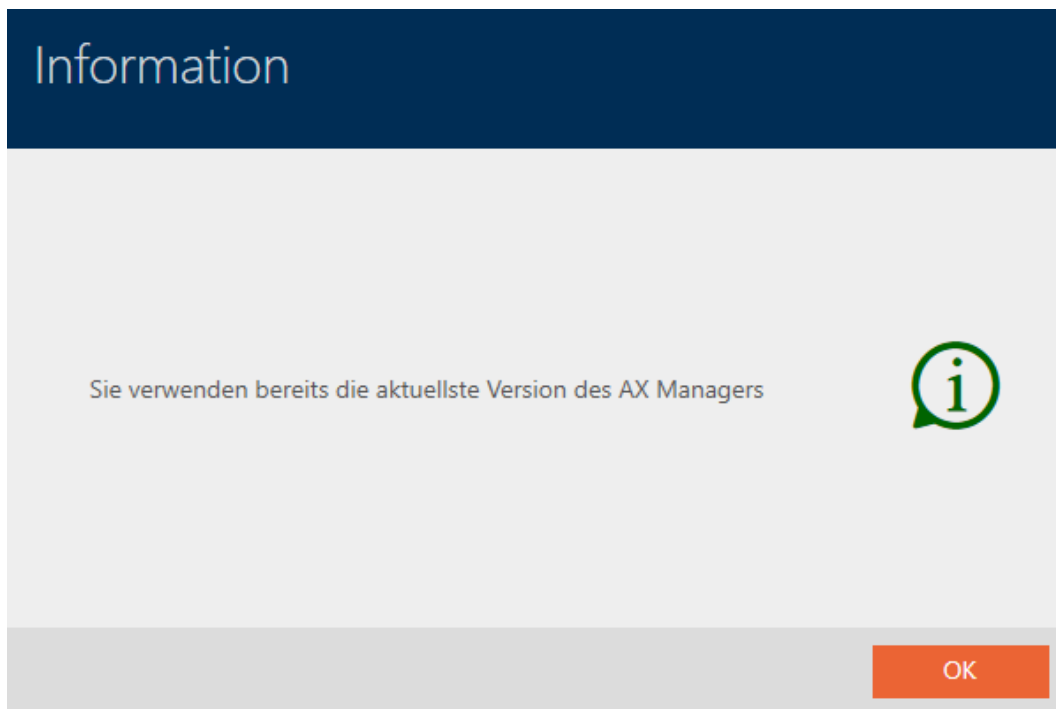 Information
Sie verwenden bereits die aktuellste Version des AX Managers
i
OK